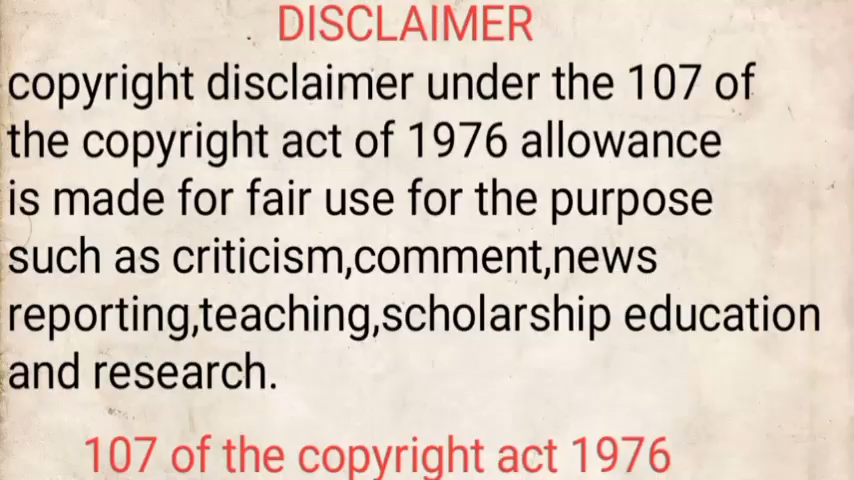 DISCLAIMER
copyright disclaimer under the 107 of
the copyright act of 1976 allowance
is made for fair use for the purpose
such as criticism,comment,news
reporting,teaching,scholarship education
and research.
107 of the copyright act 1976